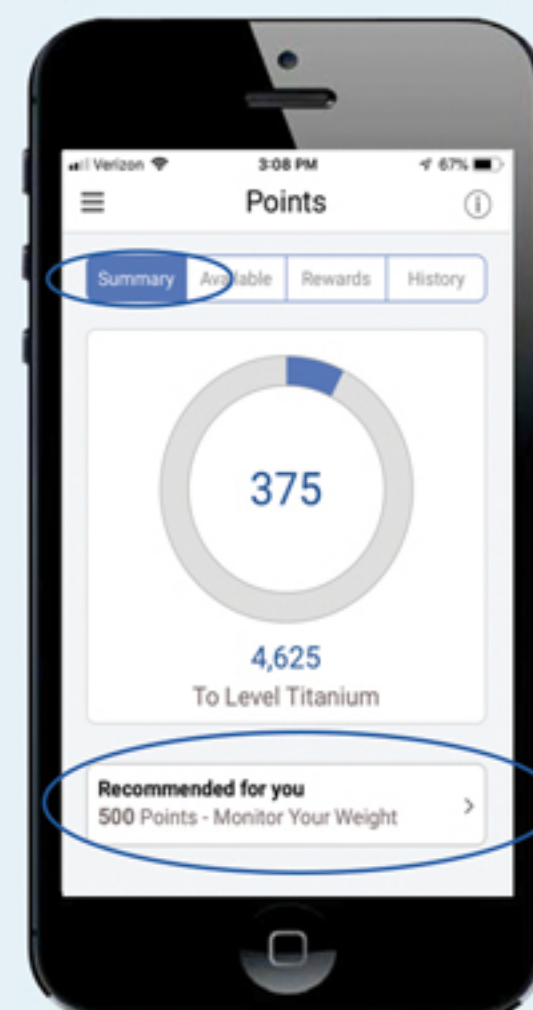 Verizon 3:08 PM 67%
Points
Summary Available Rewards History
375
4,625
To Level Titanium
Recommended for you
500 Points - Monitor Your Weight